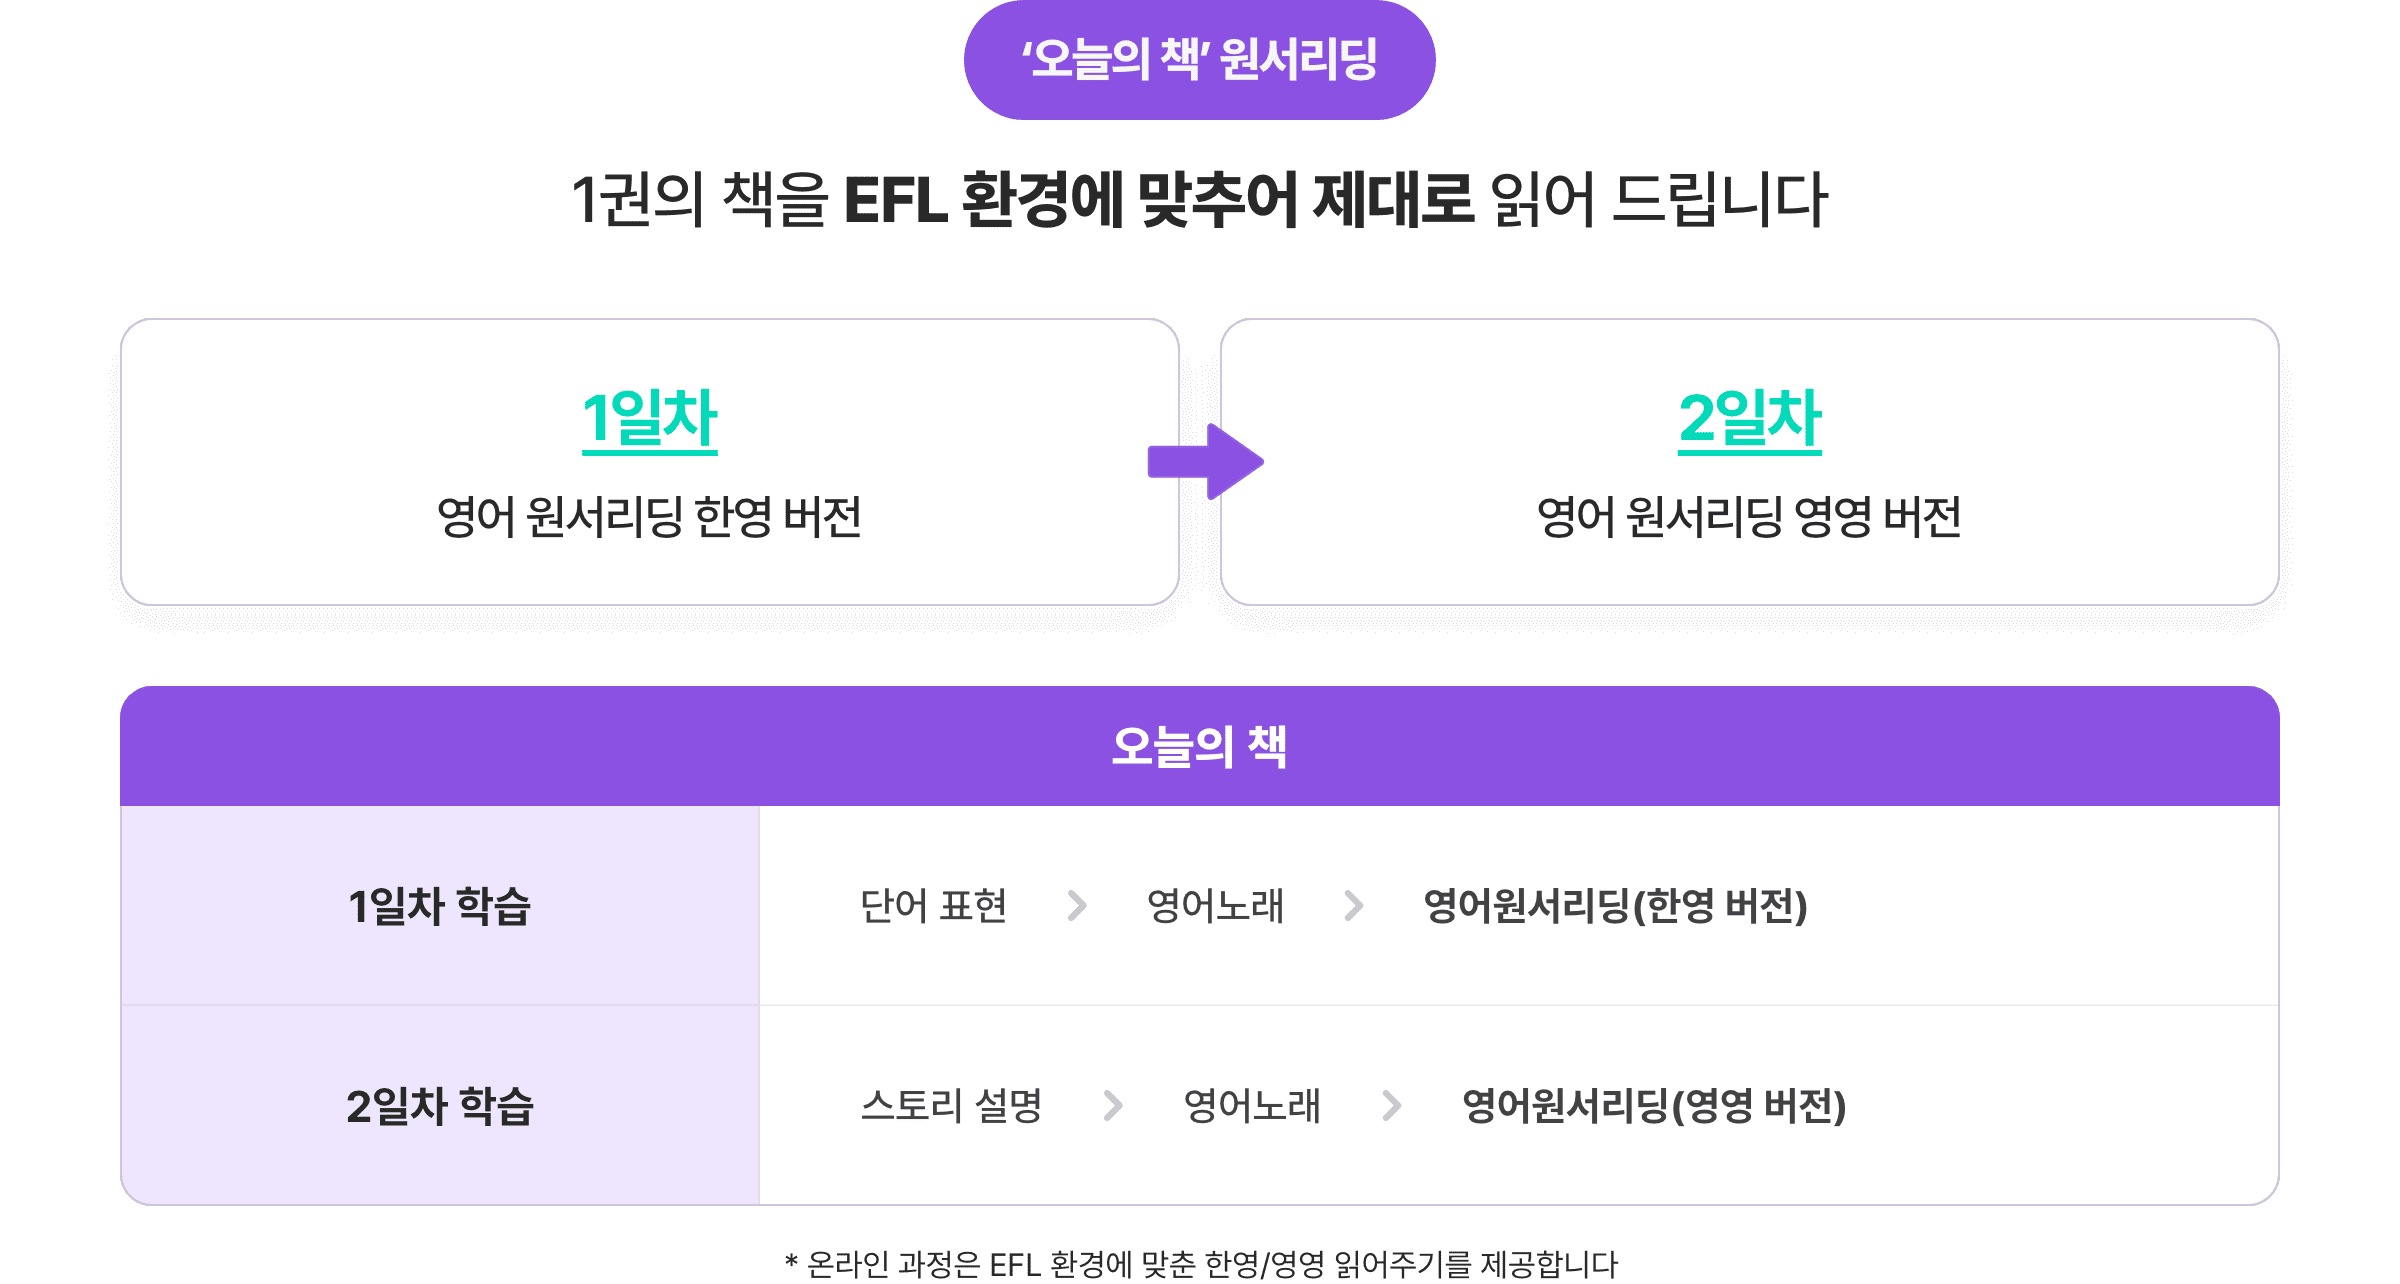 ‘오늘의 책’ 원서리딩
1권의 책을 EFL 환경에 맞추어 제대로 읽어 드립니다
1일차
영어 원서리딩 한영 버전
2일차
영어 원서리딩 영영 버전
오늘의 책
1일차 학습
단어 표현 > 영어노래 > 영어원서리딩(한영 버전)
2일차 학습
스토리 설명 > 영어노래 > 영어원서리딩(영영 버전)
* 온라인 과정은 EFL 환경에 맞춘 한영/영영 읽어주기를 제공합니다